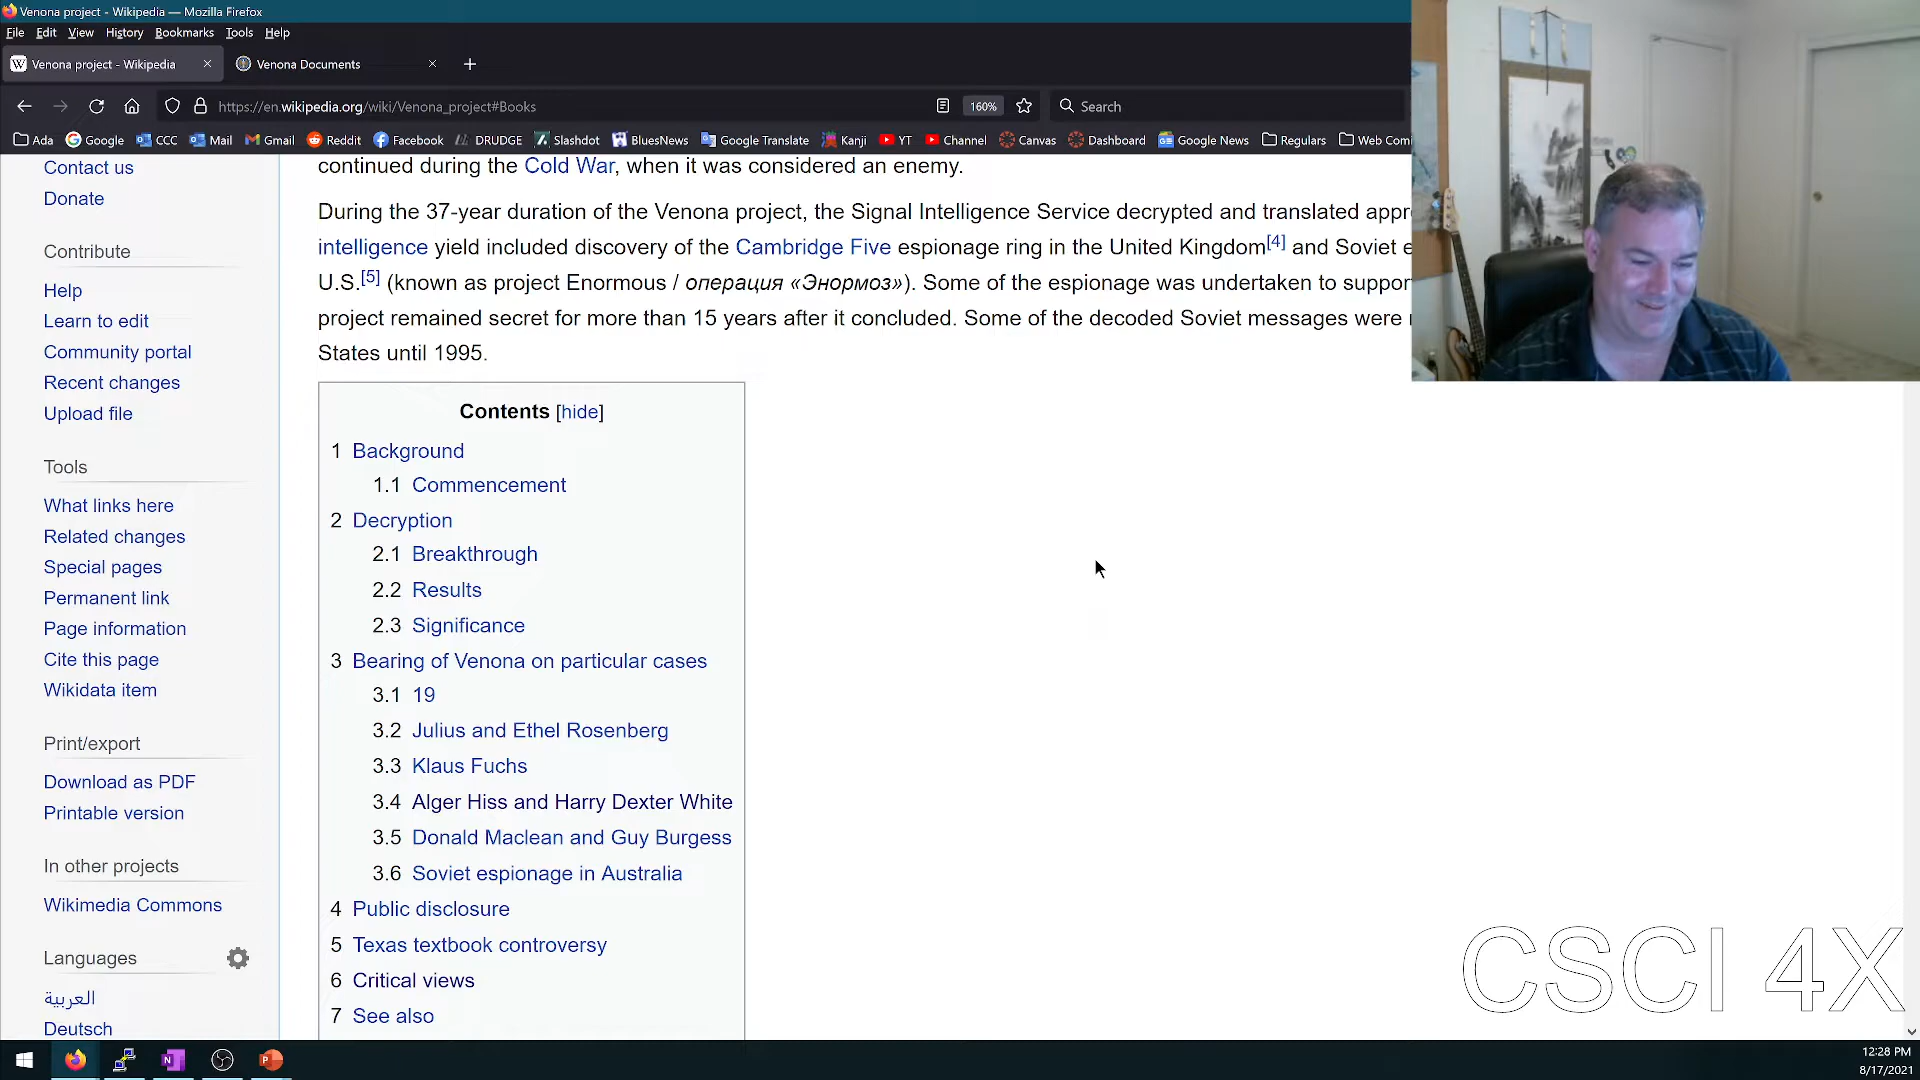 Venona project - Wikipedia — Mozilla Firefox
File Edit View History Bookmarks Tools Help
Venona project - Wikipedia
Venona Documents
https://en.wikipedia.org/wiki/Venona_project#Books
160%
Search
Ada Google CCC Mail Gmail Reddit Facebook DRUDGE Slashdot BluesNews Google Translate Kanji YT Channel Canvas Dashboard Google News Regulars Web Comi
Contact us
Donate
Contribute
Help
Learn to edit
Community portal
Recent changes
Upload file
Tools
What links here
Related changes
Special pages
Permanent link
Page information
Cite this page
Wikidata item
Print/export
Download as PDF
Printable version
In other projects
Wikimedia Commons
Languages
العربية
Deutsch
continued during the Cold War, when it was considered an enemy.
During the 37-year duration of the Venona project, the Signal Intelligence Service decrypted and translated appr
intelligence yield included discovery of the Cambridge Five espionage ring in the United Kingdom[4] and Soviet e
U.S.[5] (known as project Enormous / операция «Энормоз»). Some of the espionage was undertaken to suppor
project remained secret for more than 15 years after it concluded. Some of the decoded Soviet messages were
States until 1995.
Contents [hide]
1 Background
1.1 Commencement
2 Decryption
2.1 Breakthrough
2.2 Results
2.3 Significance
3 Bearing of Venona on particular cases
3.1 19
3.2 Julius and Ethel Rosenberg
3.3 Klaus Fuchs
3.4 Alger Hiss and Harry Dexter White
3.5 Donald Maclean and Guy Burgess
3.6 Soviet espionage in Australia
4 Public disclosure
5 Texas textbook controversy
6 Critical views
7 See also
CSCI 4X
12:28 PM
8/17/2021